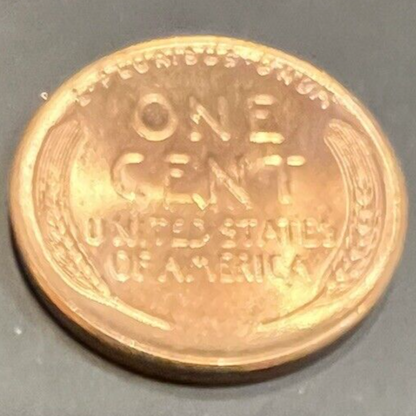 E·PLURIBUS·UNUM
ONE
CENT
UNITED STATES
OF AMERICA